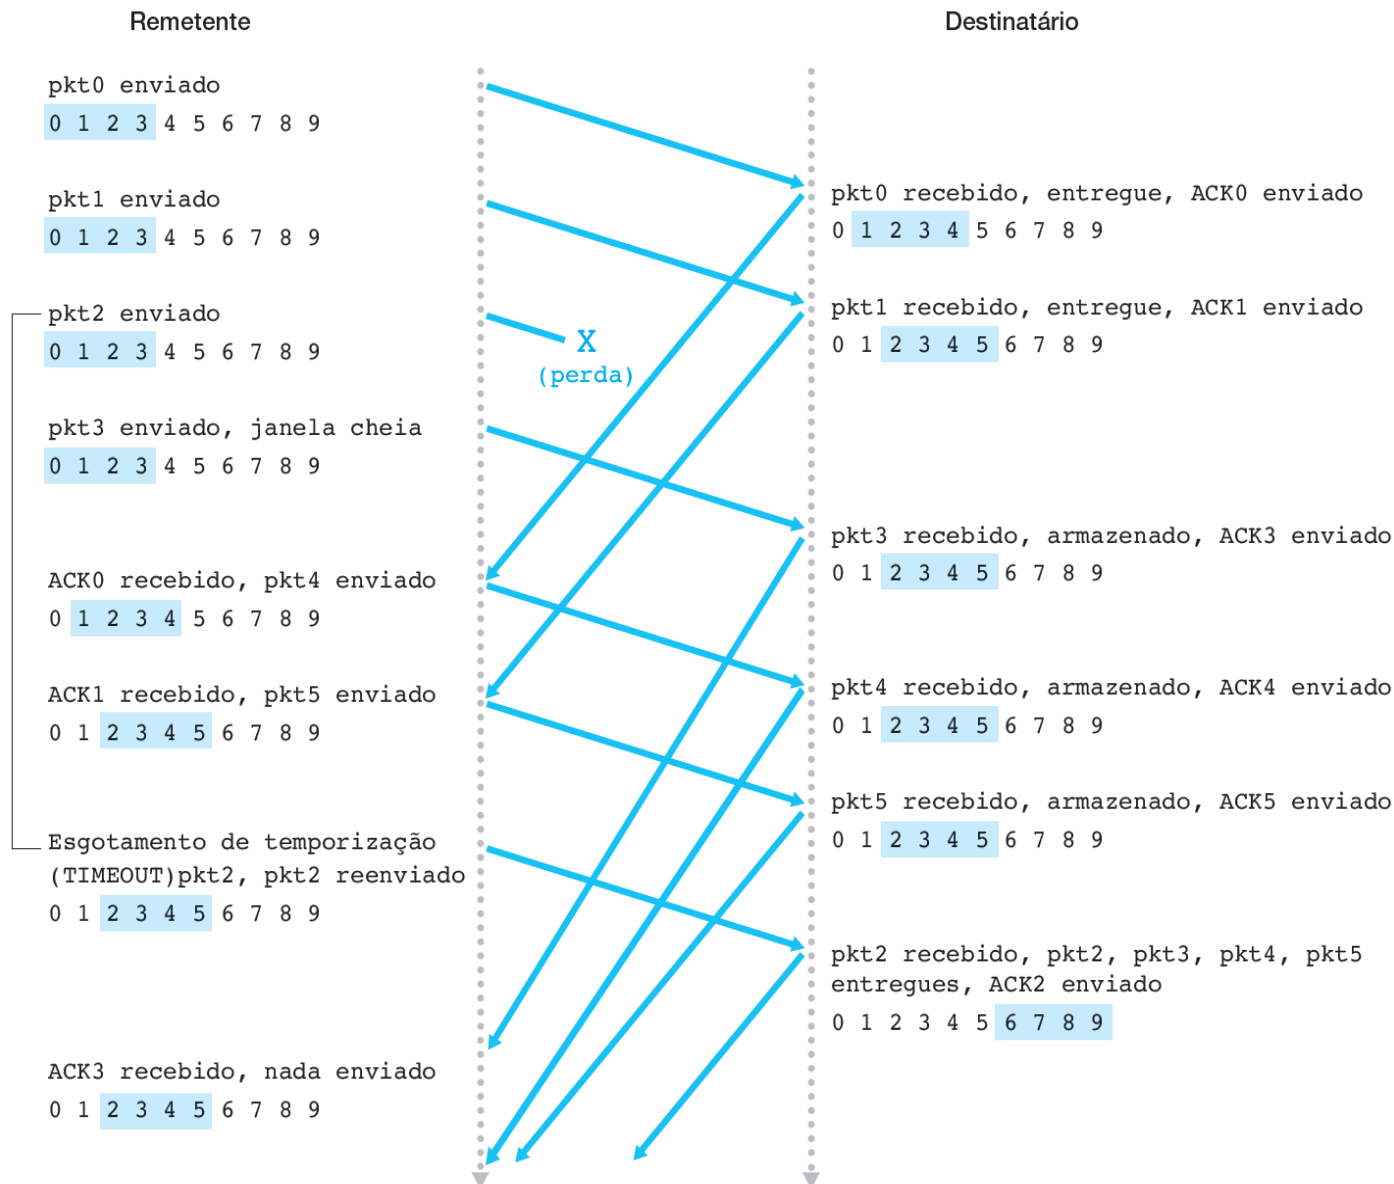 Remetente
Destinatário
pkt0 enviado
0 1 2 3 4 5 6 7 8 9
pkt0 recebido, entregue, ACK0 enviado
0 1 2 3 4 5 6 7 8 9
pkt1 enviado
0 1 2 3 4 5 6 7 8 9
pkt1 recebido, entregue, ACK1 enviado
0 1 2 3 4 5 6 7 8 9
pkt2 enviado
0 1 2 3 4 5 6 7 8 9
X
(perda)
pkt3 enviado, janela cheia
0 1 2 3 4 5 6 7 8 9
pkt3 recebido, armazenado, ACK3 enviado
0 1 2 3 4 5 6 7 8 9
ACK0 recebido, pkt4 enviado
0 1 2 3 4 5 6 7 8 9
pkt4 recebido, armazenado, ACK4 enviado
0 1 2 3 4 5 6 7 8 9
ACK1 recebido, pkt5 enviado
0 1 2 3 4 5 6 7 8 9
pkt5 recebido, armazenado, ACK5 enviado
0 1 2 3 4 5 6 7 8 9
Esgotamento de temporização
(TIMEOUT)pkt2, pkt2 reenviado
0 1 2 3 4 5 6 7 8 9
pkt2 recebido, pkt2, pkt3, pkt4, pkt5
entregues, ACK2 enviado
0 1 2 3 4 5 6 7 8 9
ACK3 recebido, nada enviado
0 1 2 3 4 5 6 7 8 9